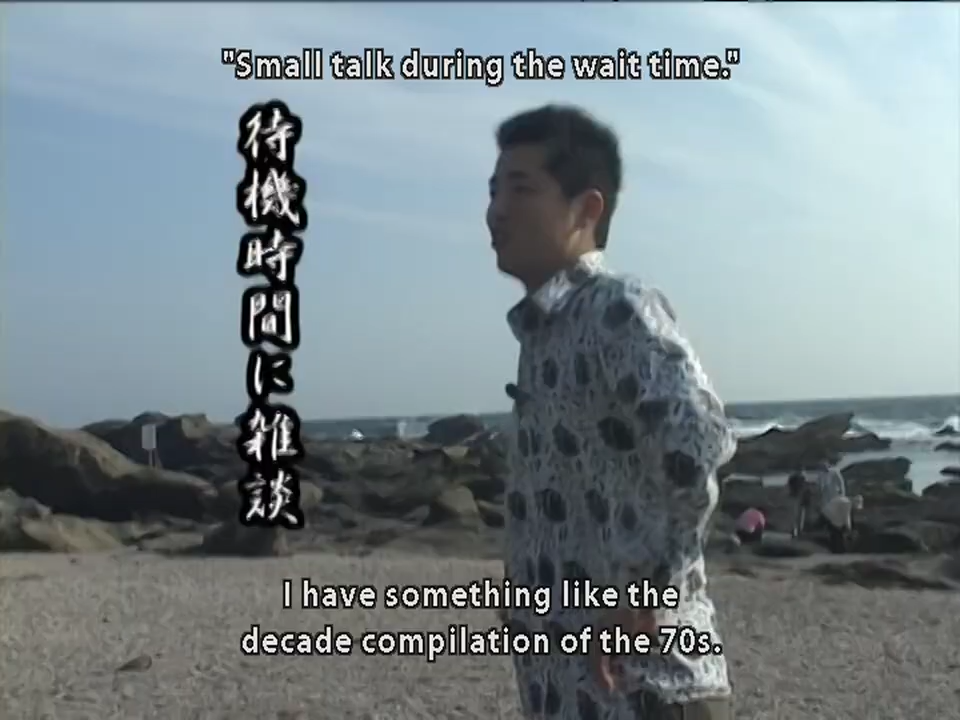 "Small talk during the wait time."
待機時間に雑談
I have something like the
decade compilation of the 70s.